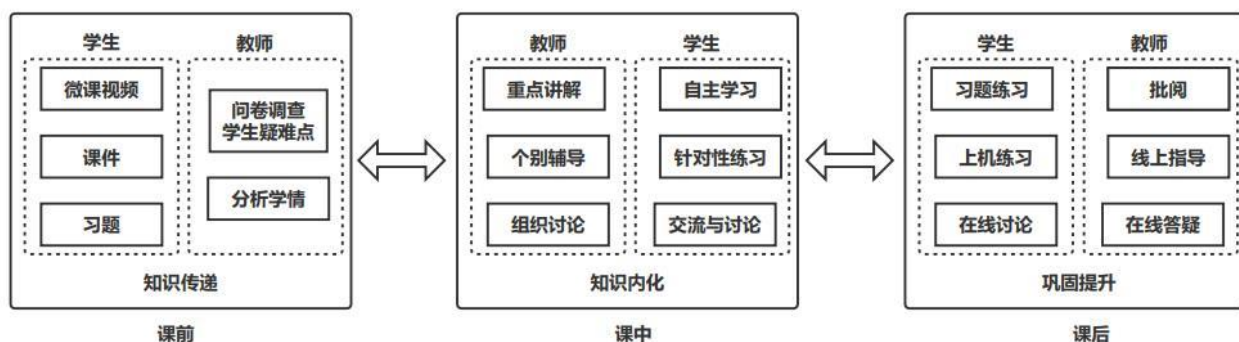 学生
教师
微课视频
课件
习题
问卷调查
学生疑难点
分析学情
知识传递
课前
教师
学生
重点讲解
个别辅导
组织讨论
自主学习
针对性练习
交流与讨论
知识内化
课中
学生
教师
习题练习
上机练习
在线讨论
批阅
线上指导
在线答疑
巩固提升
课后